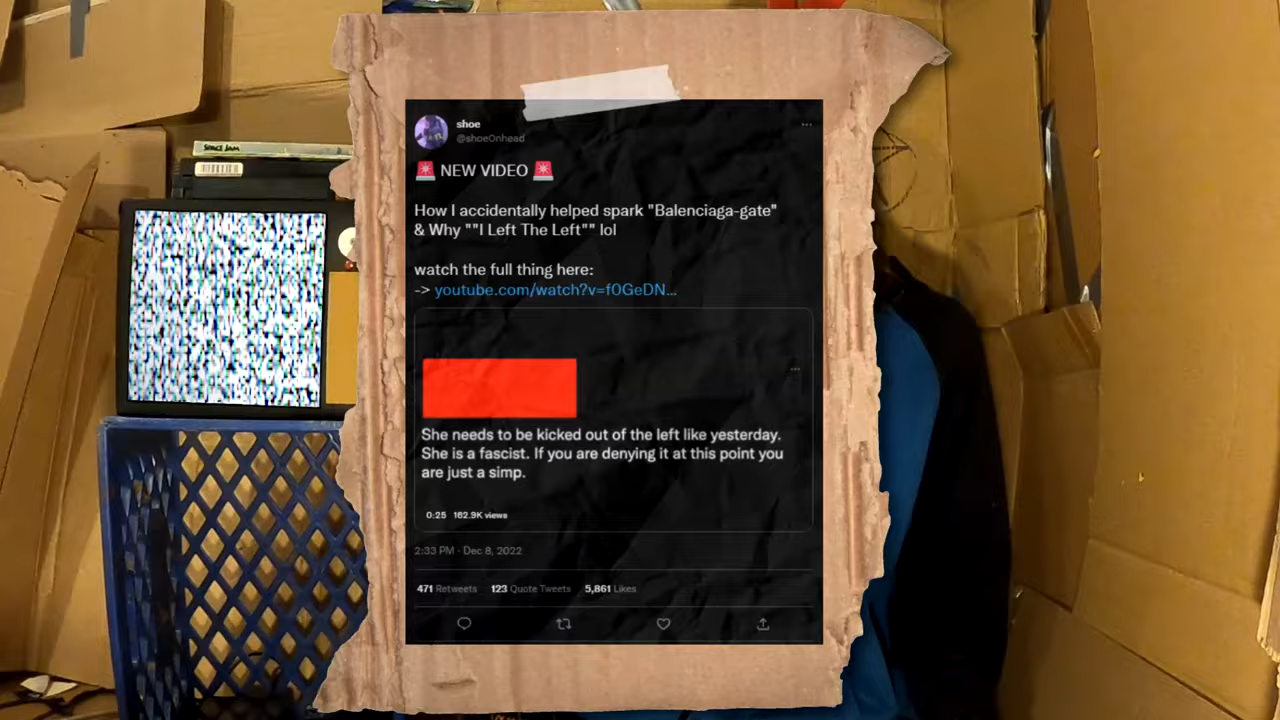 SPACE JAM
shoe
@shoe0nhead
🚨 NEW VIDEO 🚨
How I accidentally helped spark "Balenciaga-gate"
& Why ""I Left The Left"" lol
watch the full thing here:
-> youtube.com/watch?v=f0GeDN...
She needs to be kicked out of the left like yesterday.
She is a fascist. If you are denying it at this point you
are just a simp.
0:25 162.9K views
2:33 PM · Dec 8, 2022
471 Retweets 123 Quote Tweets 5,861 Likes